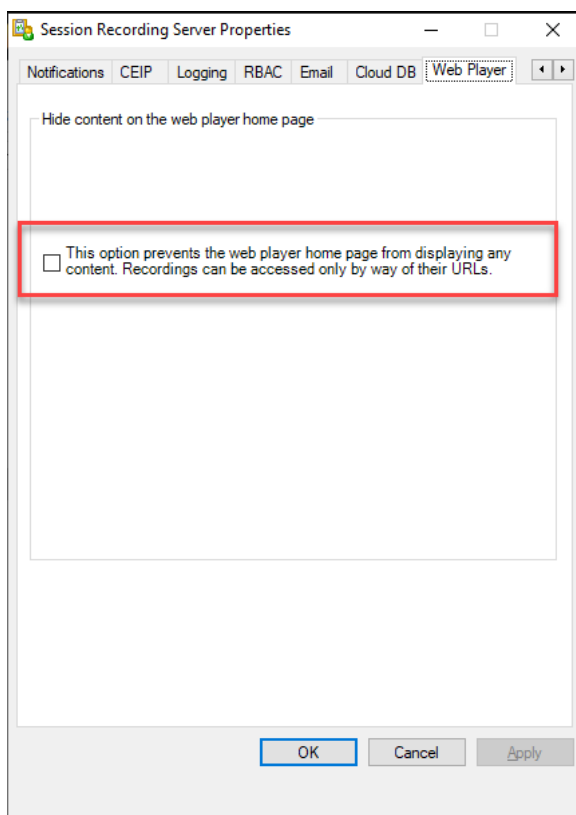 Session Recording Server Properties
Notifications CEIP Logging RBAC Email Cloud DB Web Player
Hide content on the web player home page
This option prevents the web player home page from displaying any
content. Recordings can be accessed only by way of their URLs.
OK Cancel Apply